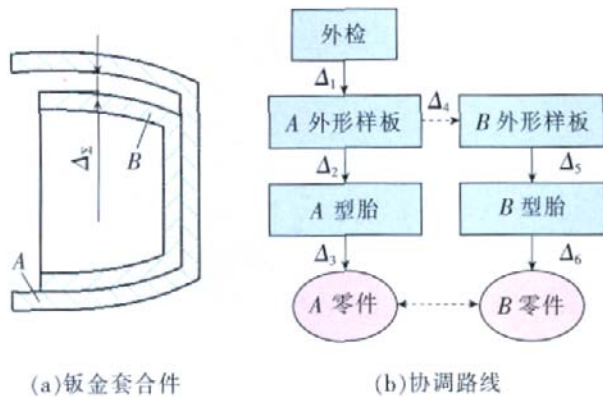 Δ_Σ
B
A
(a)钣金套合件
外检
Δ₁
A 外形样板
Δ₄
B 外形样板
Δ₂
Δ₅
A 型胎
B 型胎
Δ₃
Δ₆
A 零件
B 零件
(b)协调路线